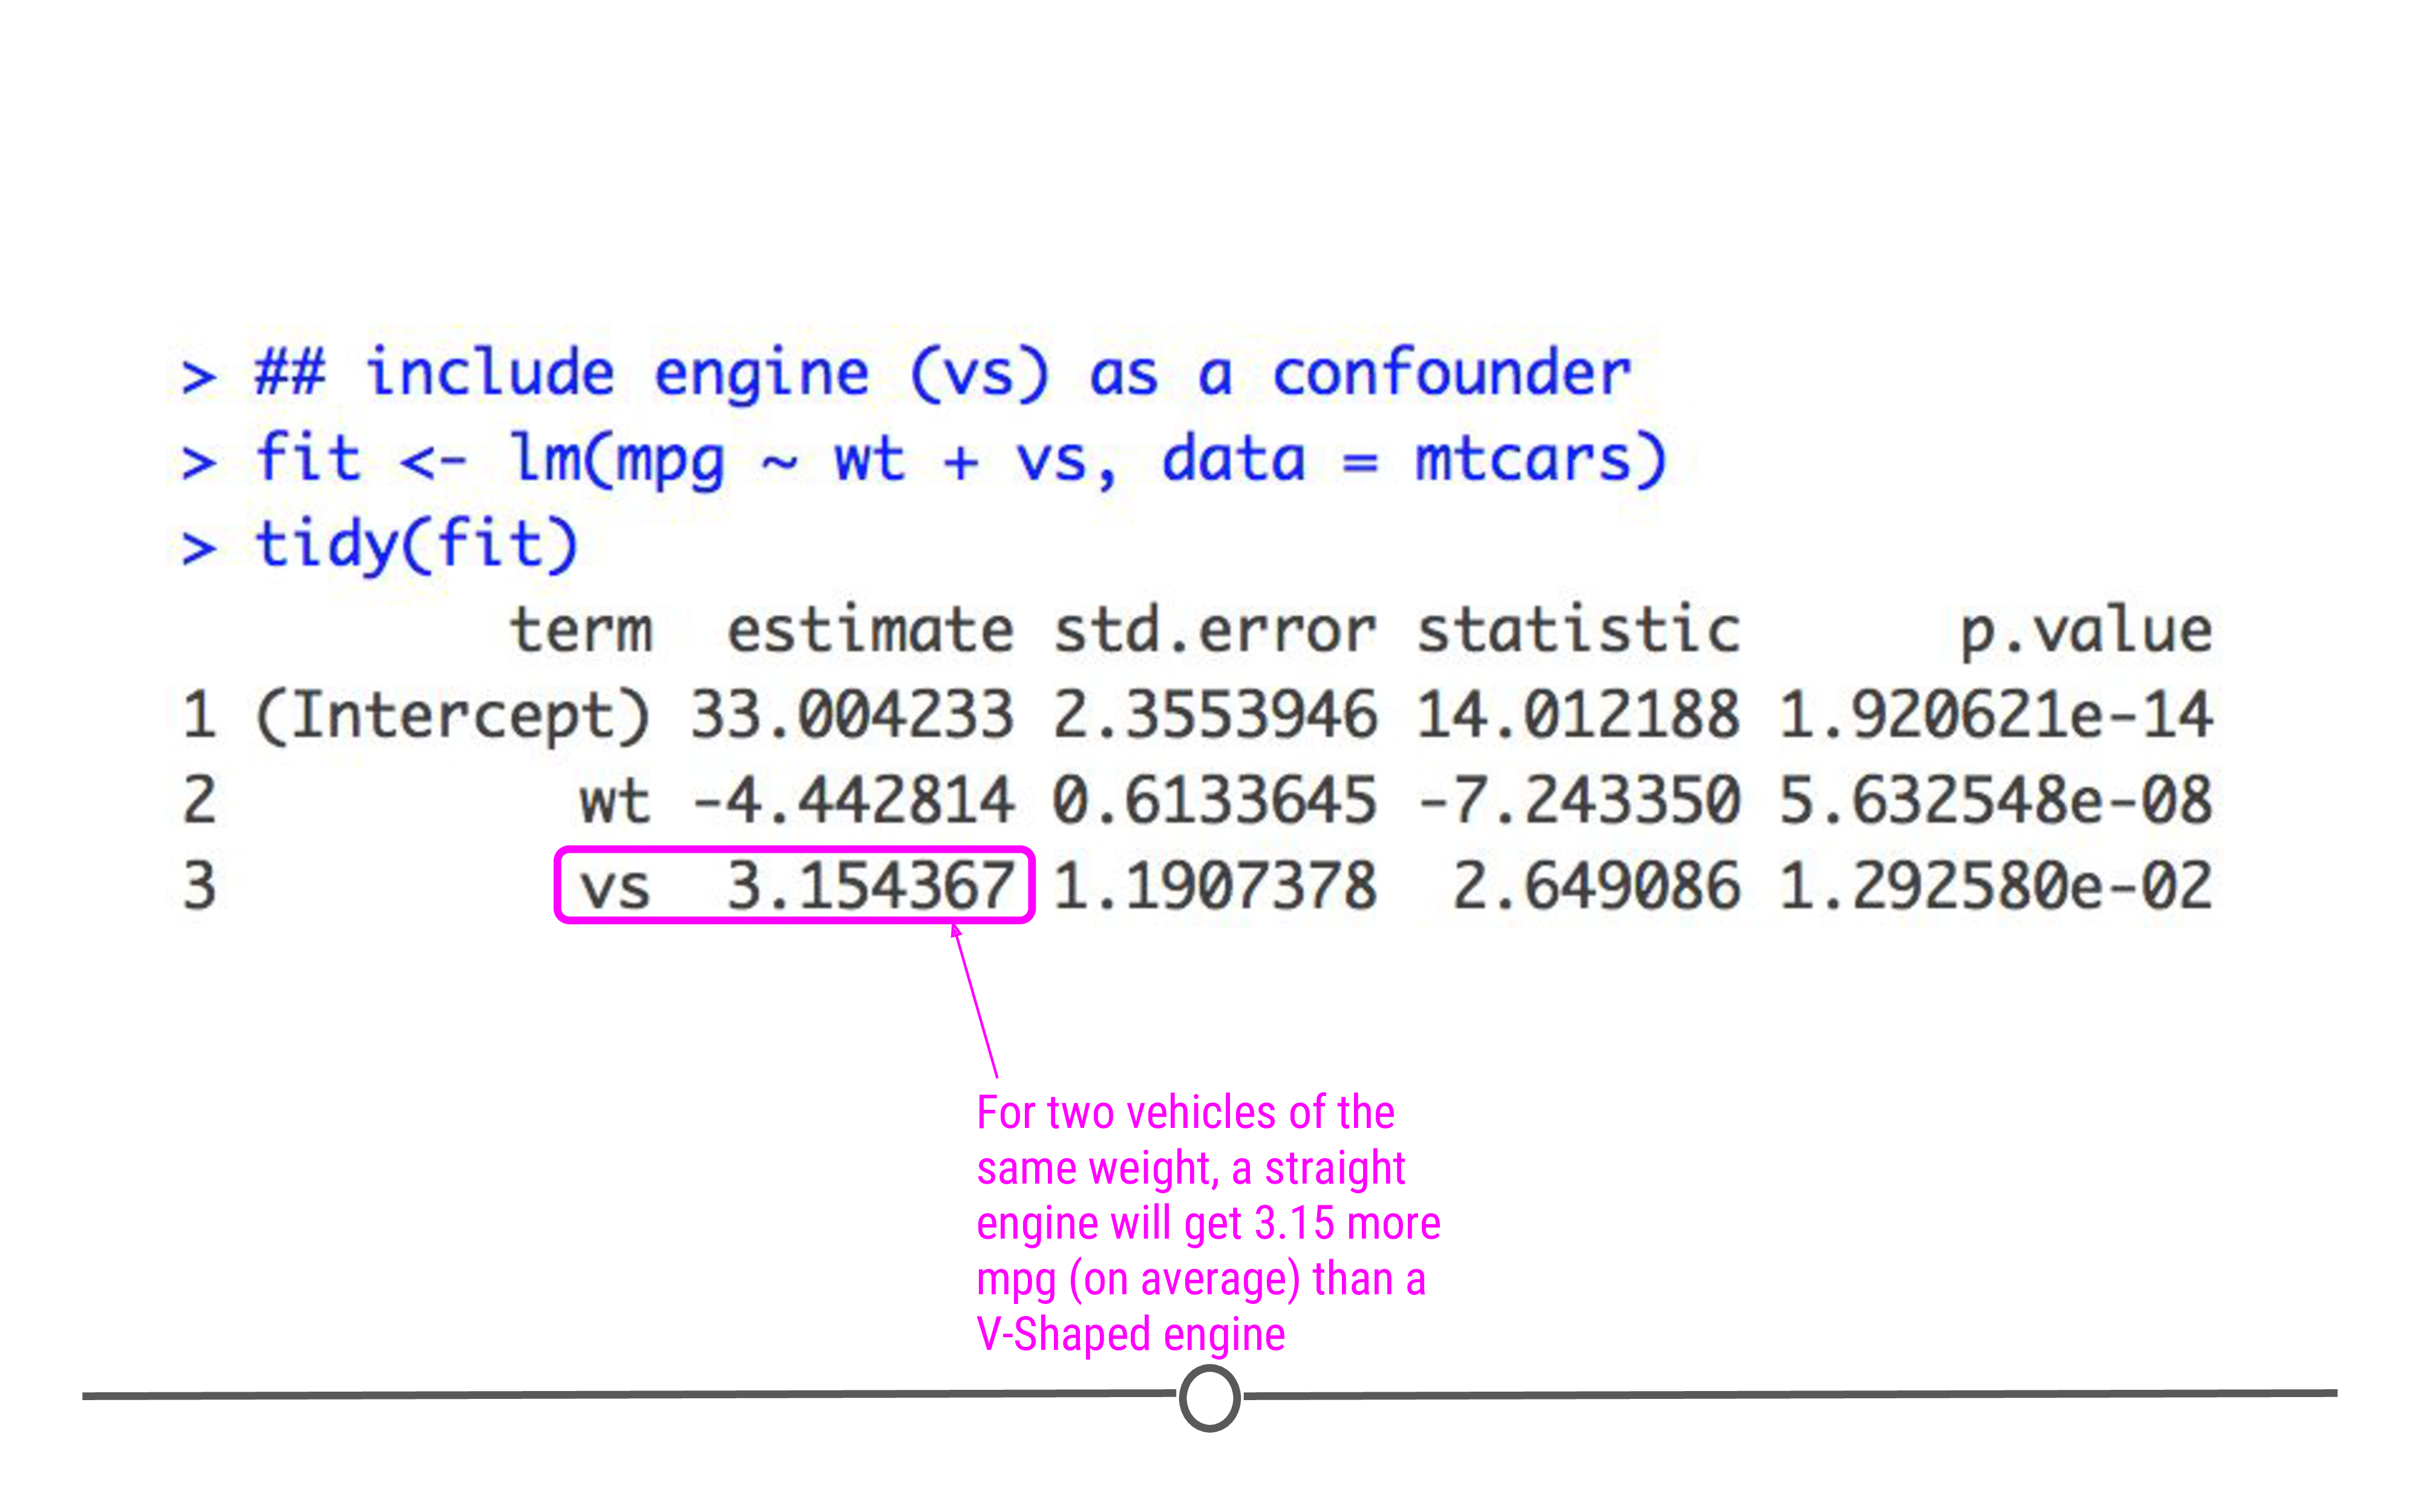 > ## include engine (vs) as a confounder
> fit <- lm(mpg ~ wt + vs, data = mtcars)
> tidy(fit)
term estimate std.error statistic p.value
1 (Intercept) 33.004233 2.3553946 14.012188 1.920621e-14
2 wt -4.442814 0.6133645 -7.243350 5.632548e-08
3 vs 3.154367 1.1907378 2.649086 1.292580e-02
For two vehicles of the
same weight, a straight
engine will get 3.15 more
mpg (on average) than a
V-Shaped engine